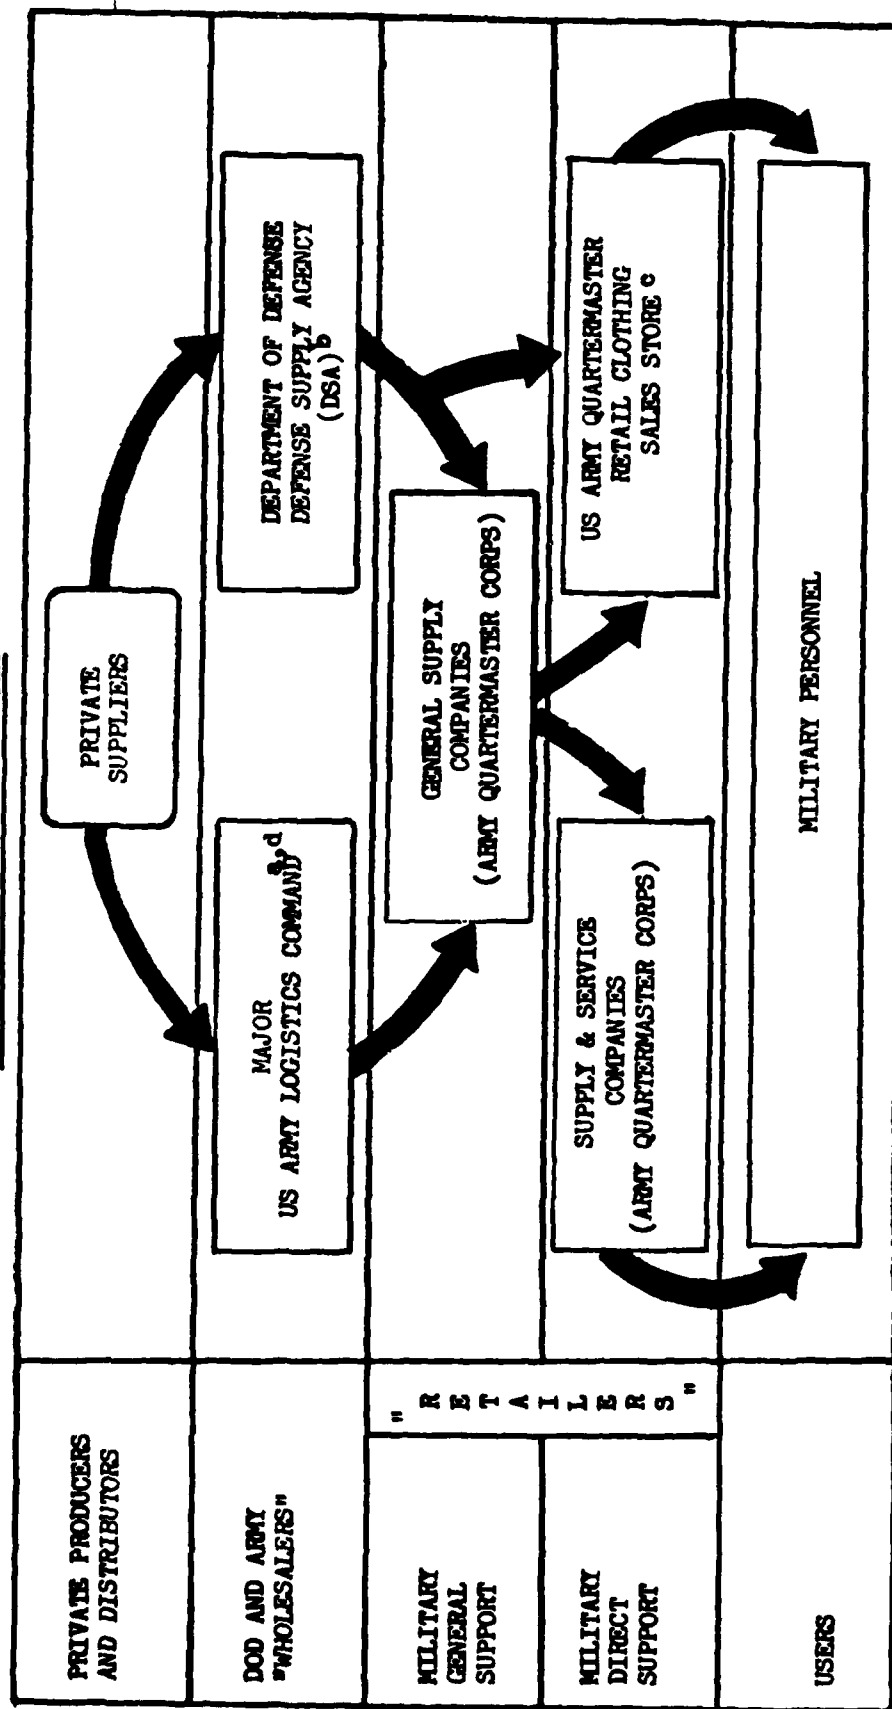 PRIVATE PRODUCERS
AND DISTRIBUTORS
PRIVATE
SUPPLIERS
DOD AND ARMY
"WHOLESALERS"
MAJOR
US ARMY LOGISTICS COMMAND a,d
DEPARTMENT OF DEFENSE
DEFENSE SUPPLY AGENCY
(DSA) b
MILITARY
GENERAL
SUPPORT
"RETAILERS"
GENERAL SUPPLY
COMPANIES
(ARMY QUARTERMASTER CORPS)
MILITARY
DIRECT
SUPPORT
SUPPLY & SERVICE
COMPANIES
(ARMY QUARTERMASTER CORPS)
US ARMY QUARTERMASTER
RETAIL CLOTHING
SALES STORE c
USERS
MILITARY PERSONNEL